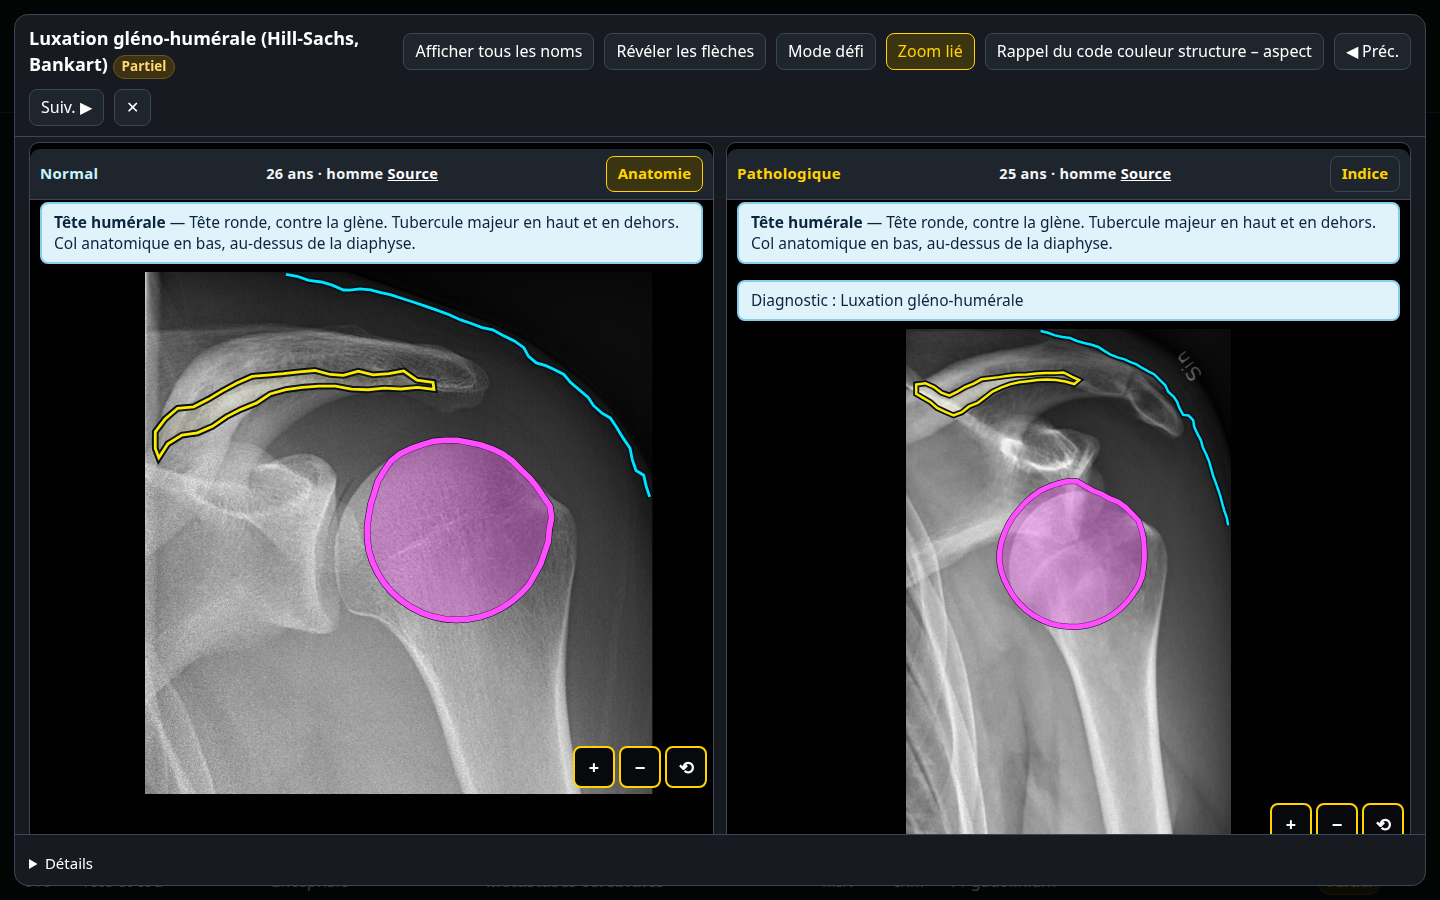 Luxation gléno-humérale (Hill-Sachs,
Bankart) Partiel
Afficher tous les noms
Révéler les flèches
Mode défi
Zoom lié
Rappel du code couleur structure – aspect
◀ Préc.
Suiv. ▶
✕
Normal
26 ans · homme Source
Anatomie
Tête humérale — Tête ronde, contre la glène. Tubercule majeur en haut et en dehors.
Col anatomique en bas, au-dessus de la diaphyse.
+
−
⟲
Pathologique
25 ans · homme Source
Indice
Tête humérale — Tête ronde, contre la glène. Tubercule majeur en haut et en dehors.
Col anatomique en bas, au-dessus de la diaphyse.
Diagnostic : Luxation gléno-humérale
Sin
+
−
⟲
▶ Détails